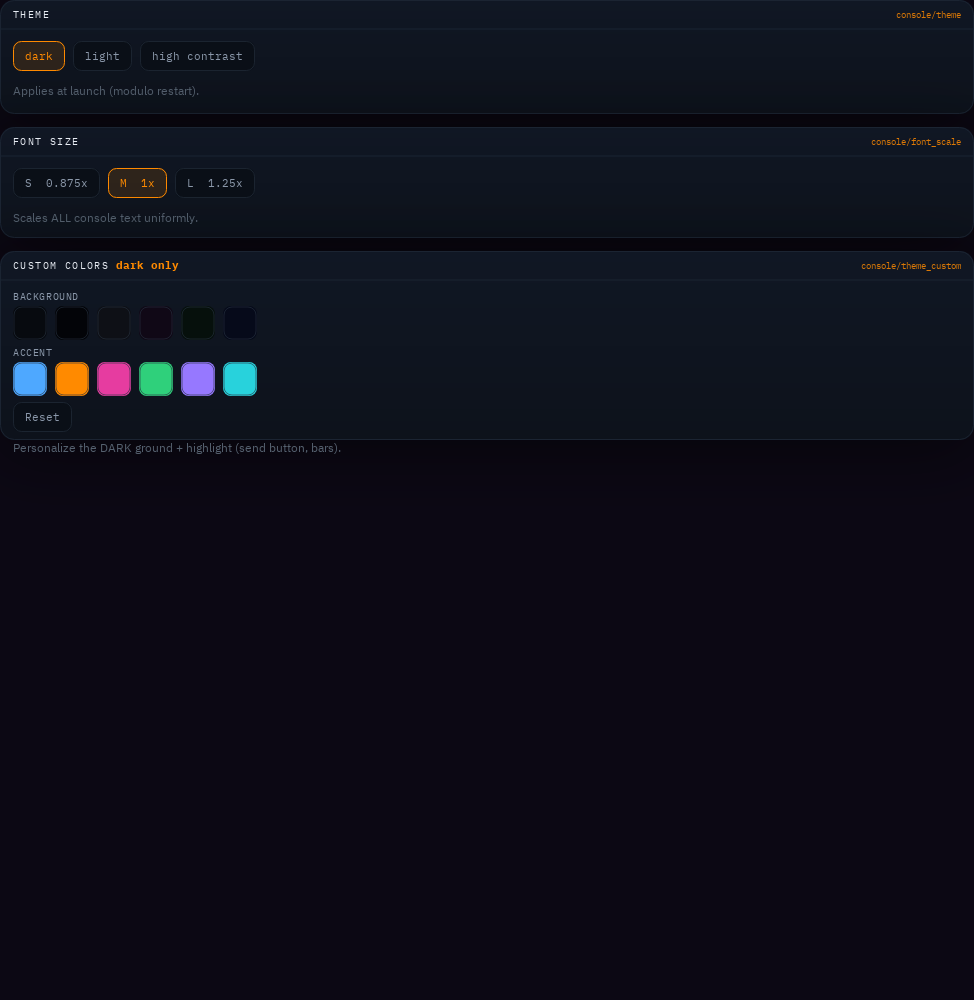 THEME console/theme
dark light high contrast
Applies at launch (modulo restart).
FONT SIZE console/font_scale
S 0.875x M 1x L 1.25x
Scales ALL console text uniformly.
CUSTOM COLORS dark only console/theme_custom
BACKGROUND
ACCENT
Reset
Personalize the DARK ground + highlight (send button, bars).